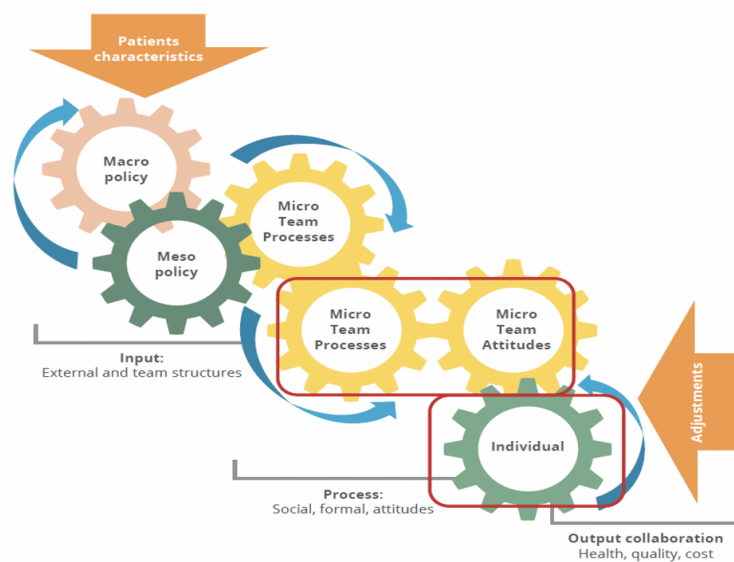 Patients
characteristics
Macro
policy
Micro
Team
Processes
Meso
policy
Micro
Team
Processes
Micro
Team
Attitudes
Input:
External and team structures
Adjustments
Individual
Process:
Social, formal, attitudes
Output collaboration
Health, quality, cost